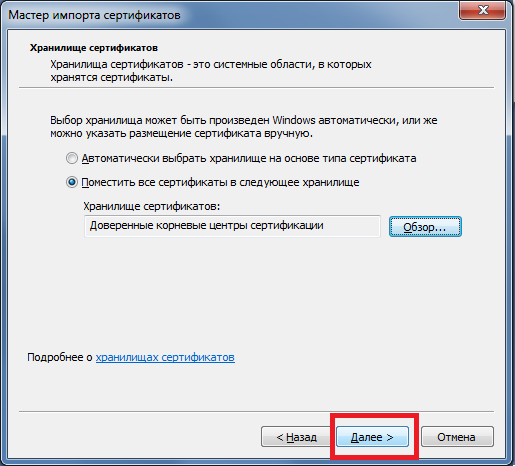 Мастер импорта сертификатов
Хранилище сертификатов
Хранилища сертификатов - это системные области, в которых
хранятся сертификаты.
Выбор хранилища может быть произведен Windows автоматически, или же
можно указать размещение сертификата вручную.
Автоматически выбрать хранилище на основе типа сертификата
Поместить все сертификаты в следующее хранилище
Хранилище сертификатов:
Доверенные корневые центры сертификации
Обзор...
Подробнее о хранилищах сертификатов
< Назад
Далее >
Отмена